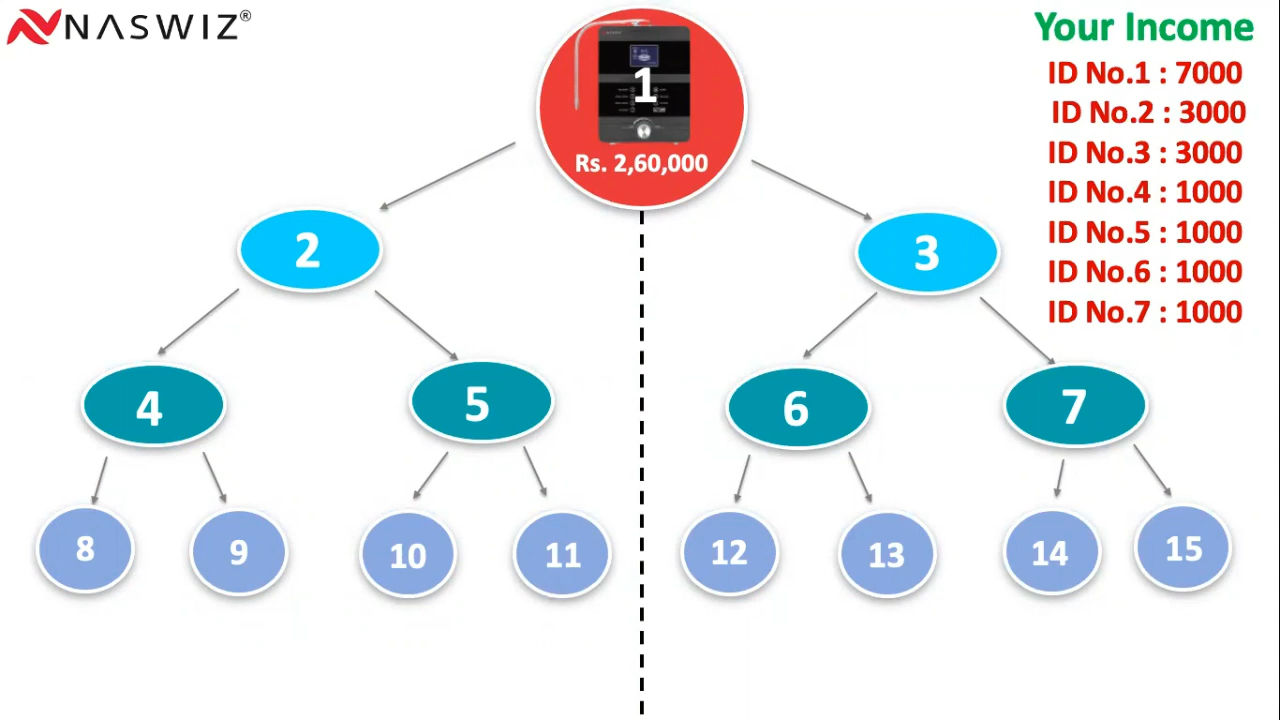 NASWIZ®
1
Rs. 2,60,000
Your Income
ID No.1 : 7000
ID No.2 : 3000
ID No.3 : 3000
ID No.4 : 1000
ID No.5 : 1000
ID No.6 : 1000
ID No.7 : 1000
2
3
4
5
6
7
8
9
10
11
12
13
14
15